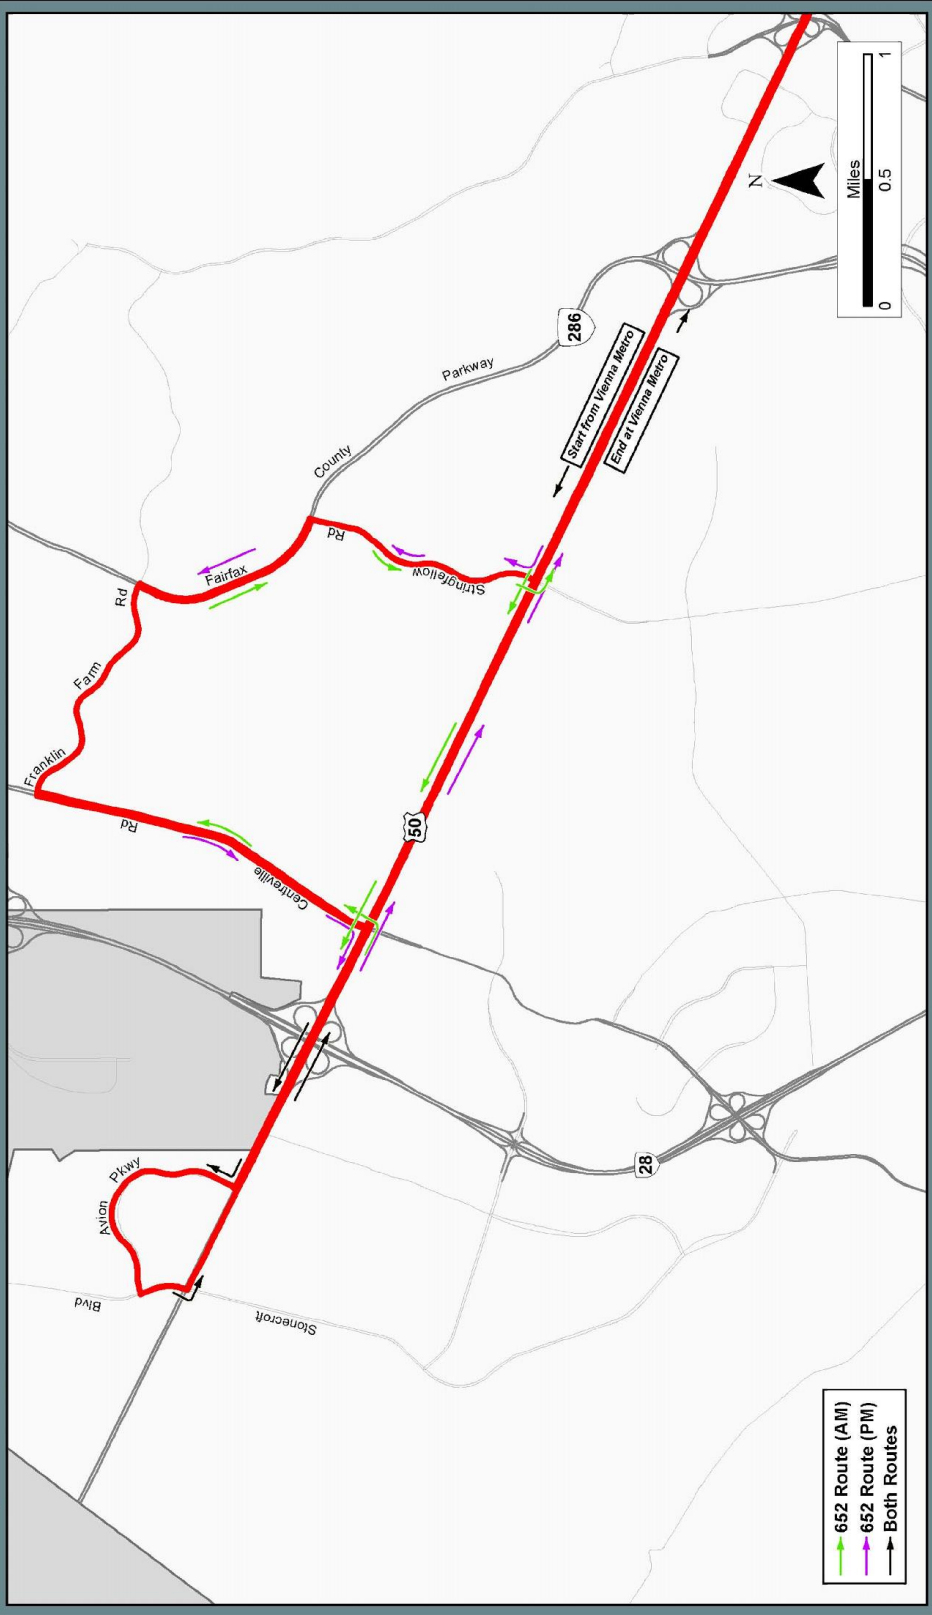 Franklin
Farm
Rd
Fairfax
County
Parkway
286
Stringfellow
Rd
Centreville
Rd
50
Start from Vienna Metro
End at Vienna Metro
Avion
Pkwy
Stonecroft
Blvd
28
N
Miles
0 0.5 1
652 Route (AM)
652 Route (PM)
Both Routes